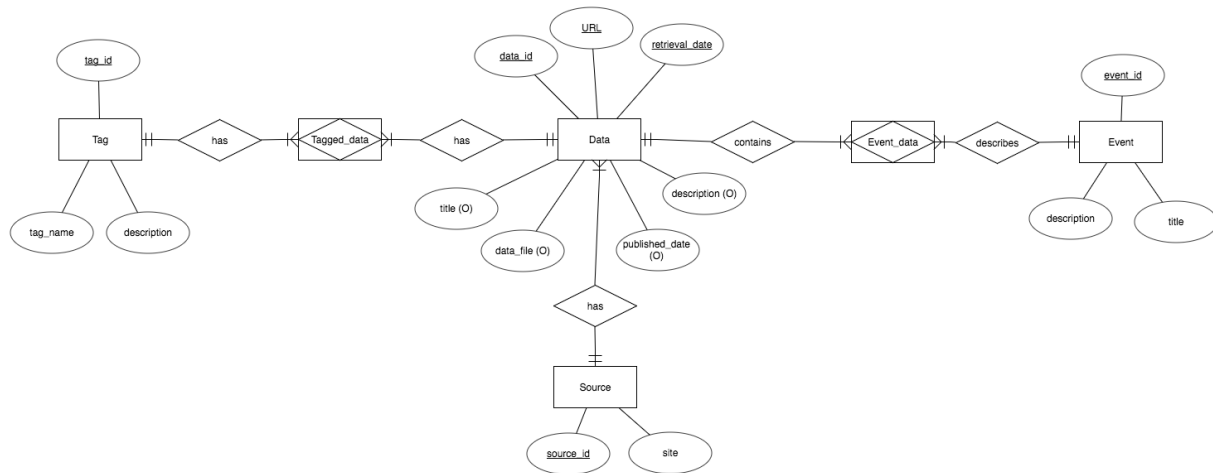 URL
retrieval_date
data_id
tag_id
event_id
Tag
has
Tagged_data
has
Data
contains
Event_data
describes
Event
title (O)
description (O)
tag_name
description
data_file (O)
published_date
(O)
description
title
has
Source
source_id
site